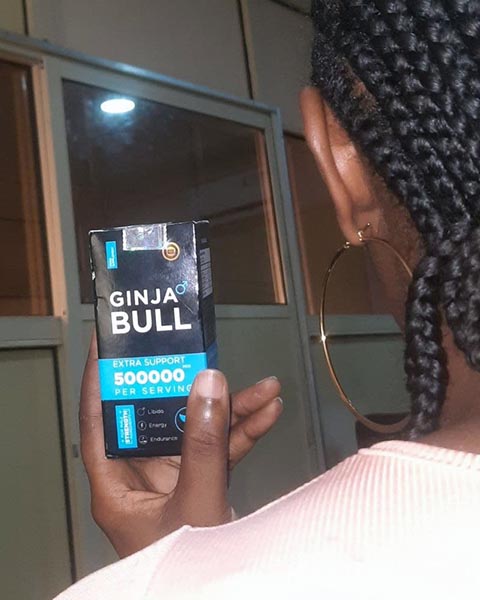 GINJA
BULL
EXTRA SUPPORT
500000
PER SERVING
Libido
Energy
Endurance